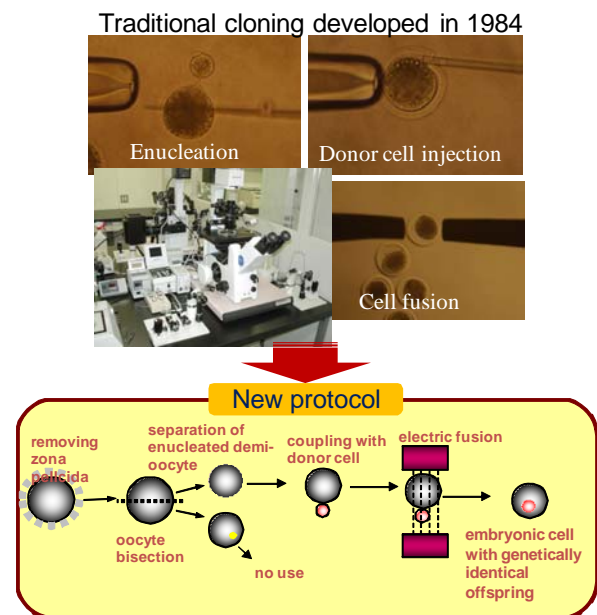 Traditional cloning developed in 1984
Enucleation
Donor cell injection
Cell fusion
New protocol
removing
zona
pellicida
separation of
enucleated demi-
oocyte
coupling with
donor cell
electric fusion
oocyte
bisection
no use
embryonic cell
with genetically
identical
offspring